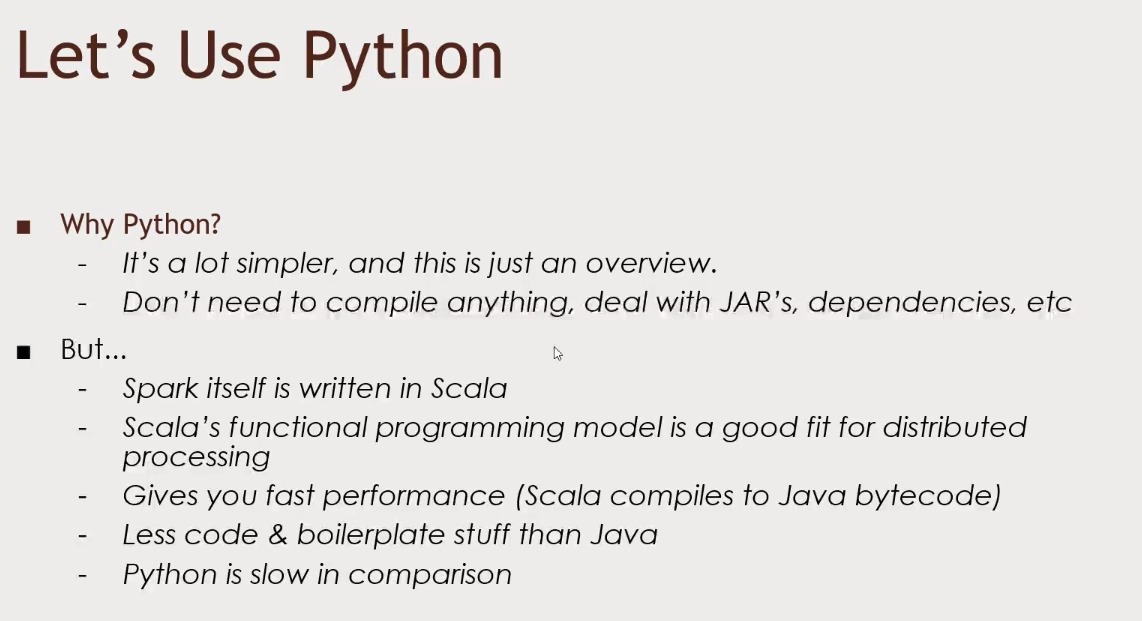 Let's Use Python
■ Why Python?
- It's a lot simpler, and this is just an overview.
- Don't need to compile anything, deal with JAR's, dependencies, etc
■ But...
- Spark itself is written in Scala
- Scala's functional programming model is a good fit for distributed
processing
- Gives you fast performance (Scala compiles to Java bytecode)
- Less code & boilerplate stuff than Java
- Python is slow in comparison